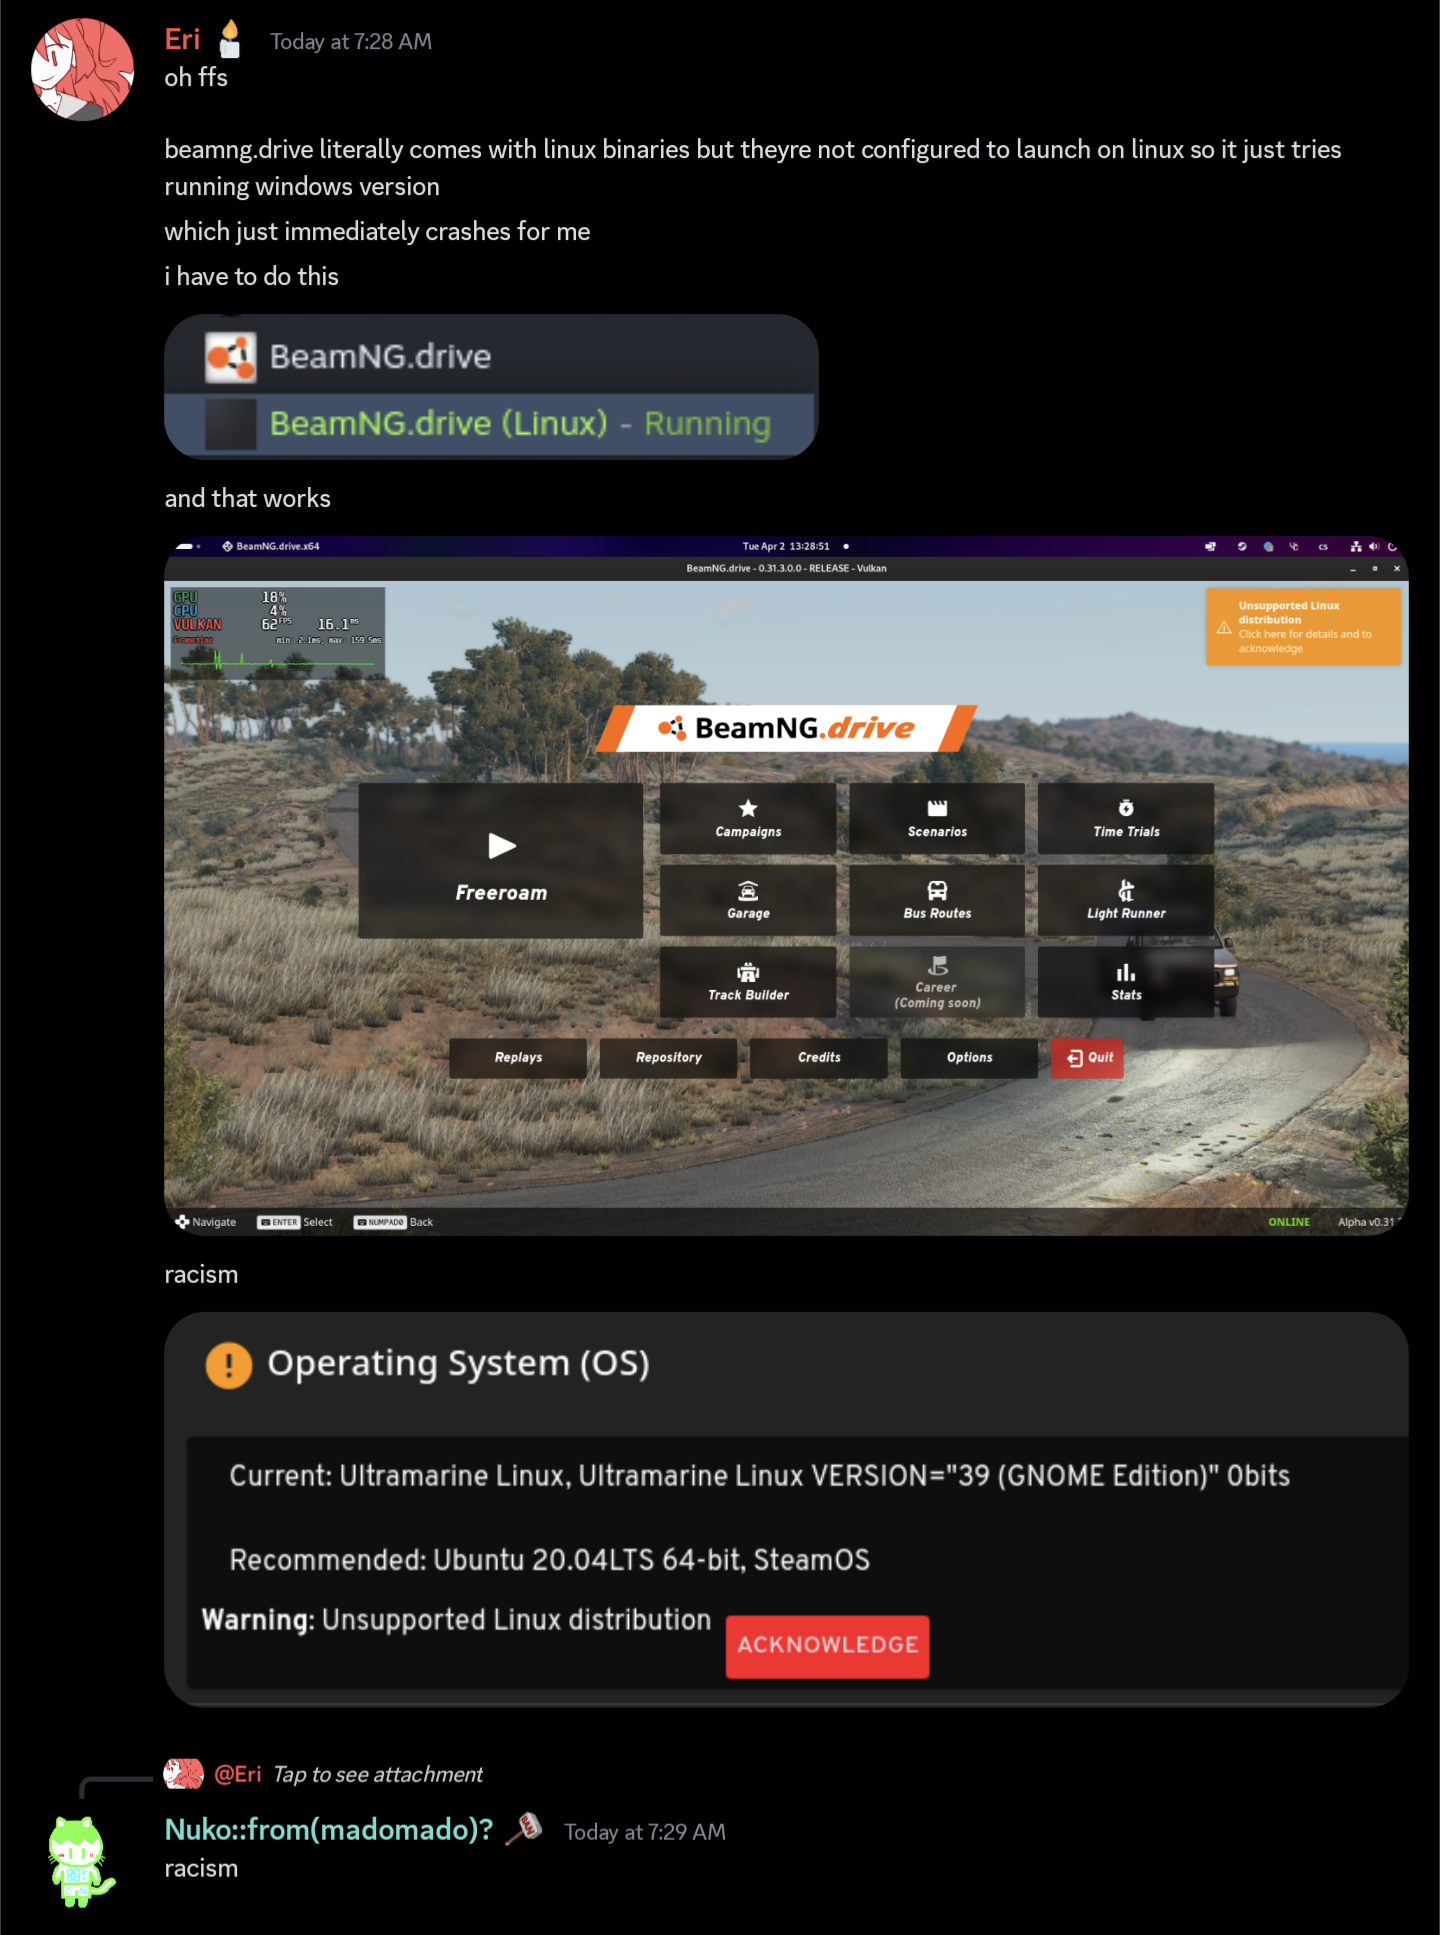 Eri Today at 7:28 AM
oh ffs
beamng.drive literally comes with linux binaries but theyre not configured to launch on linux so it just tries
running windows version
which just immediately crashes for me
i have to do this
BeamNG.drive
BeamNG.drive (Linux) - Running
and that works
BeamNG.drive.x64 Tue Apr 2 13:28:51 cs
BeamNG.drive - 0.31.3.0.0 - RELEASE - Vulkan
GPU 18%
CPU 4%
VULKAN 62 FPS 16.1 ms
Frametime min: 2.1ms, max: 159.5ms
Unsupported Linux
distribution
Click here for details and to
acknowledge
BeamNG.drive
Freeroam
Campaigns
Scenarios
Time Trials
Garage
Bus Routes
Light Runner
Track Builder
Career
(Coming soon)
Stats
Replays
Repository
Credits
Options
Quit
Navigate ENTER Select NUMPAD0 Back ONLINE Alpha v0.31
racism
! Operating System (OS)
Current: Ultramarine Linux, Ultramarine Linux VERSION="39 (GNOME Edition)" 0bits
Recommended: Ubuntu 20.04LTS 64-bit, SteamOS
Warning: Unsupported Linux distribution ACKNOWLEDGE
@Eri Tap to see attachment
Nuko::from(madomado)? BAN Today at 7:29 AM
racism